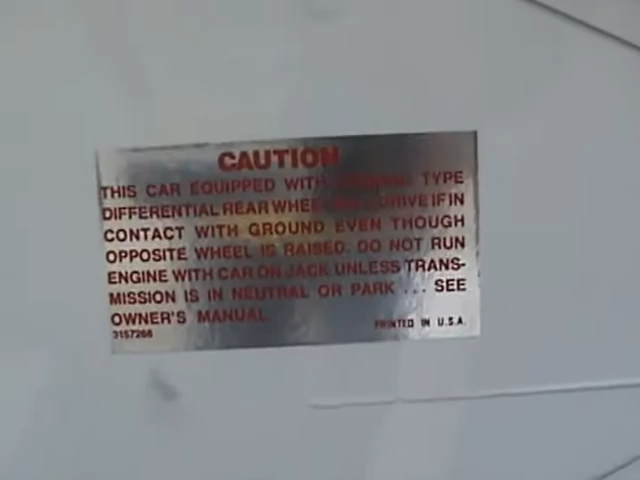 CAUTION
THIS CAR EQUIPPED WITH TYPE
DIFFERENTIAL REAR WHEEL DRIVE IF IN
CONTACT WITH GROUND EVEN THOUGH
OPPOSITE WHEEL IS RAISED. DO NOT RUN
ENGINE WITH CAR ON JACK UNLESS TRANS-
MISSION IS IN NEUTRAL OR PARK ... SEE
OWNER'S MANUAL.
3157268 PRINTED IN U.S.A.